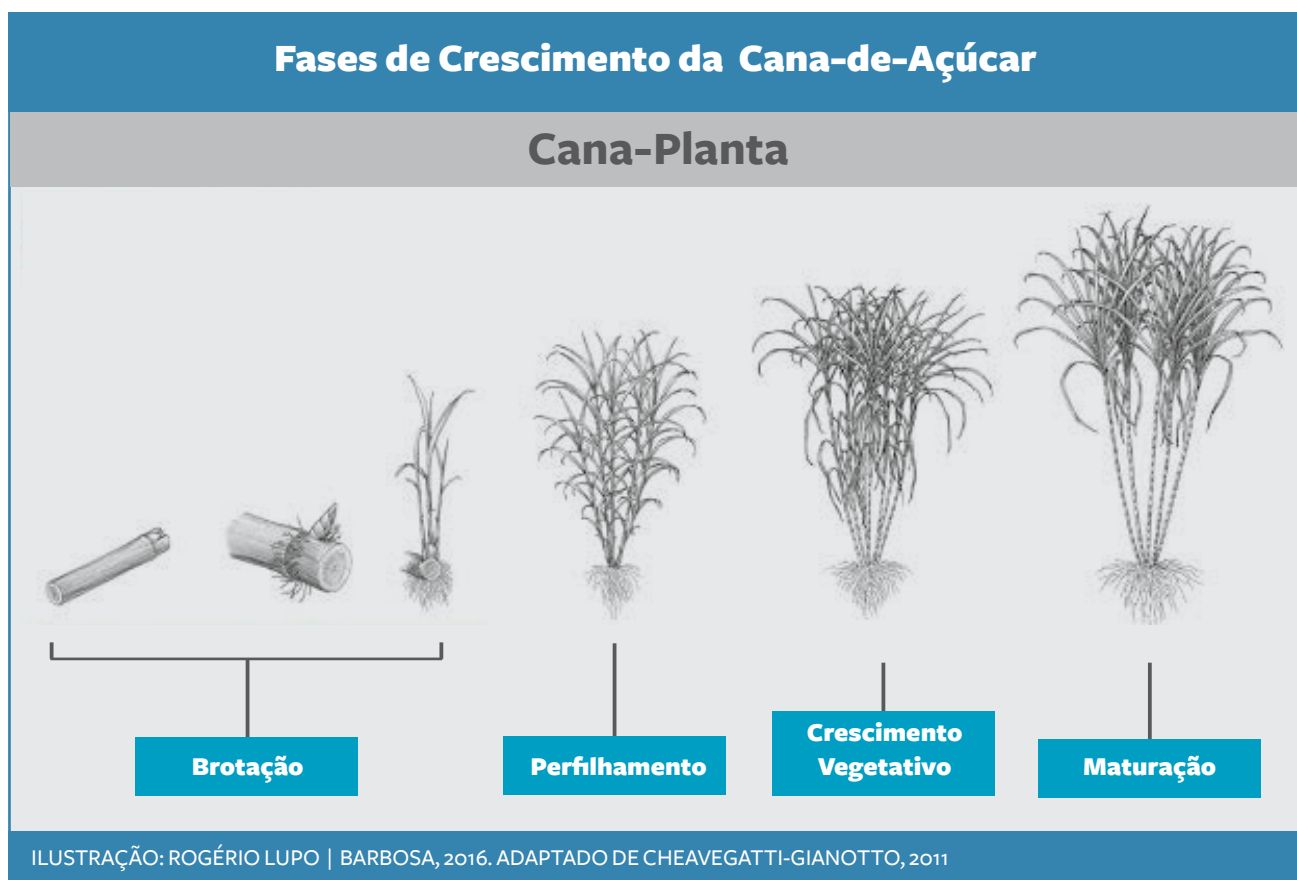 Fases de Crescimento da Cana-de-Açúcar
Cana-Planta
Brotação
Perfilhamento
Crescimento
Vegetativo
Maturação
ILUSTRAÇÃO: ROGÉRIO LUPO | BARBOSA, 2016. ADAPTADO DE CHEAVEGATTI-GIANOTTO, 2011